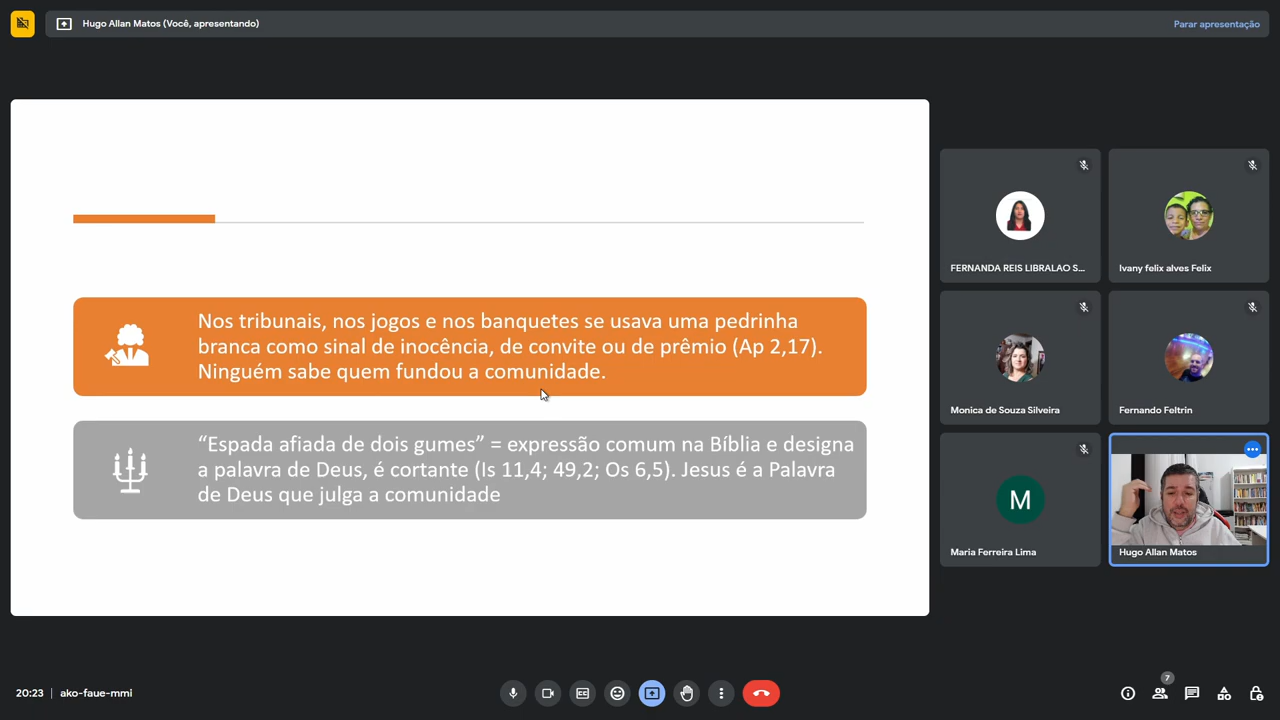 Hugo Allan Matos (Você, apresentando)
Parar apresentação
Nos tribunais, nos jogos e nos banquetes se usava uma pedrinha
branca como sinal de inocência, de convite ou de prêmio (Ap 2,17).
Ninguém sabe quem fundou a comunidade.
“Espada afiada de dois gumes” = expressão comum na Bíblia e designa
a palavra de Deus, é cortante (Is 11,4; 49,2; Os 6,5). Jesus é a Palavra
de Deus que julga a comunidade
FERNANDA REIS LIBRALAO S...
Ivany felix alves Felix
Monica de Souza Silveira
Fernando Feltrin
M
Maria Ferreira Lima
Hugo Allan Matos
20:23 | ako-faue-mmi
7